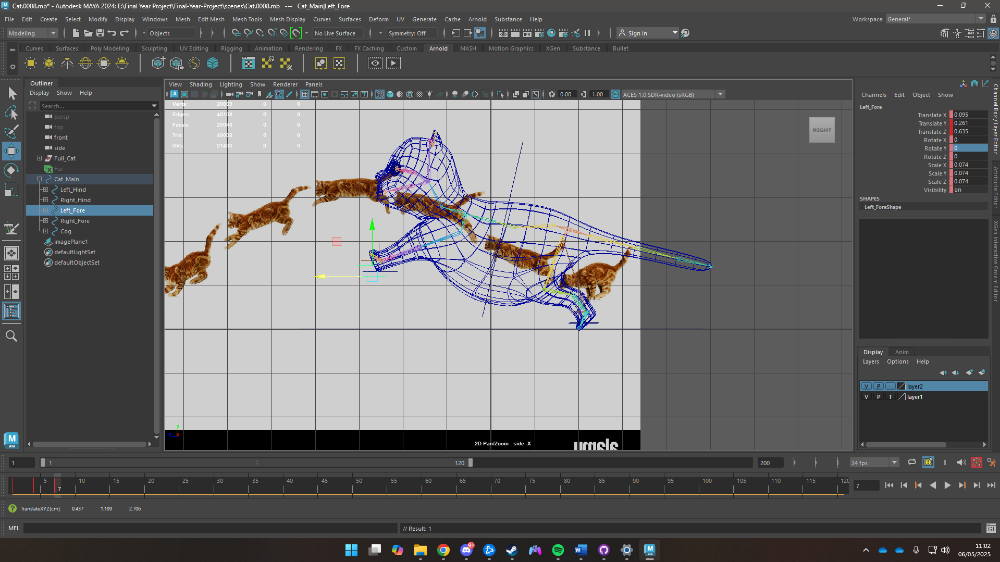 Cat.0008.mb* - Autodesk MAYA 2024: E:\Final Year Project\Final-Year-Project\scenes\Cat.0008.mb   ---   Cat_Main|Left_Fore
File Edit Create Select Modify Display Windows Mesh Edit Mesh Mesh Tools Mesh Display Curves Surfaces Deform UV Generate Cache Arnold Substance Help Workspace: General*
Modeling Objects No Live Surface Symmetry: Off IPR Sign In
Curves Surfaces Poly Modeling Sculpting UV Editing Rigging Animation Rendering FX FX Caching Custom Arnold MASH Motion Graphics XGen Substance Bullet
Outliner
Display Show Help
Search...
persp
top
front
side
Full_Cat
Fur
Cat_Main
Left_Hind
Right_Hind
Left_Fore
Right_Fore
Cog
imagePlane1
defaultLightSet
defaultObjectSet
View Shading Lighting Show Renderer Panels
0.00 1.00 ACES 1.0 SDR-video (sRGB)
Verts: 20059 0 0
Edges: 40108 0 0
Faces: 20040 0 0
Tris: 40000 0 0
UVs: 21400 0 0
RIGHT
2D Pan/Zoom : side -X
y
z x
Channels Edit Object Show
Left_Fore
Translate X 0.095
Translate Y 0.261
Translate Z 0.635
Rotate X 0
Rotate Y 0
Rotate Z 0
Scale X 0.074
Scale Y 0.074
Scale Z 0.074
Visibility on
SHAPES
Left_ForeShape
Channel Box / Layer Editor
Attribute Editor
XGen Interactive Groom Editor
Display Anim
Layers Options Help
V P layer2
V P T layer1
1 1 120 200 24 fps
5 10 15 20 25 30 35 40 45 50 55 60 65 70 75 80 85 90 95 100 105 110 115 120
7 7
TranslateXYZ(cm): 0.437 1.199 2.706
MEL // Result: 1
M
AYA
9+
11:02
06/05/2025